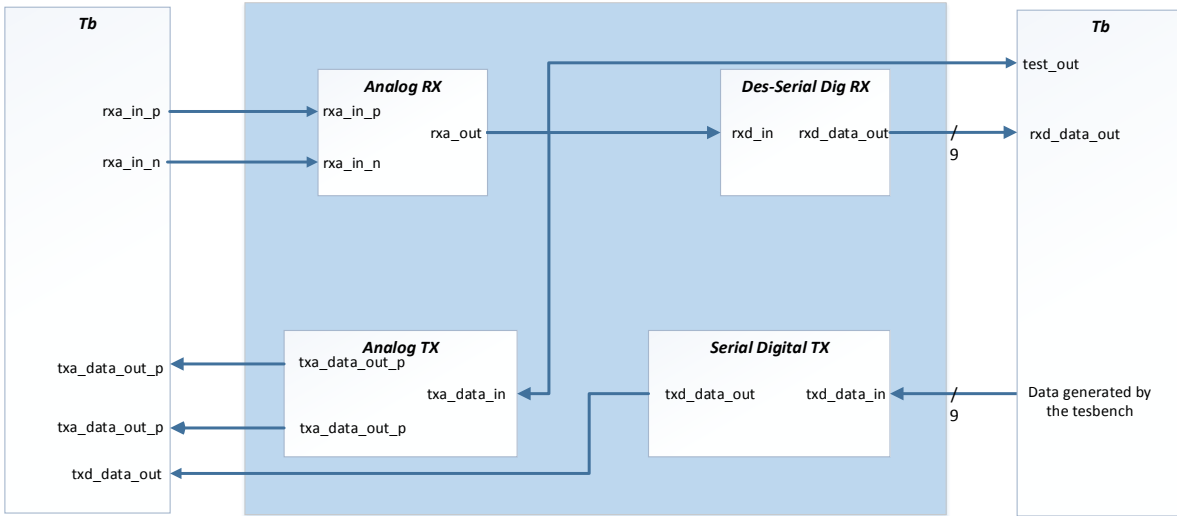 Tb
rxa_in_p
rxa_in_n
txa_data_out_p
txa_data_out_p
txd_data_out
Analog RX
rxa_in_p
rxa_out
rxa_in_n
Des-Serial Dig RX
rxd_in rxd_data_out
/
9
Analog TX
txa_data_out_p
txa_data_in
txa_data_out_p
Serial Digital TX
txd_data_out txd_data_in
/
9
Tb
test_out
rxd_data_out
Data generated by
the tesbench